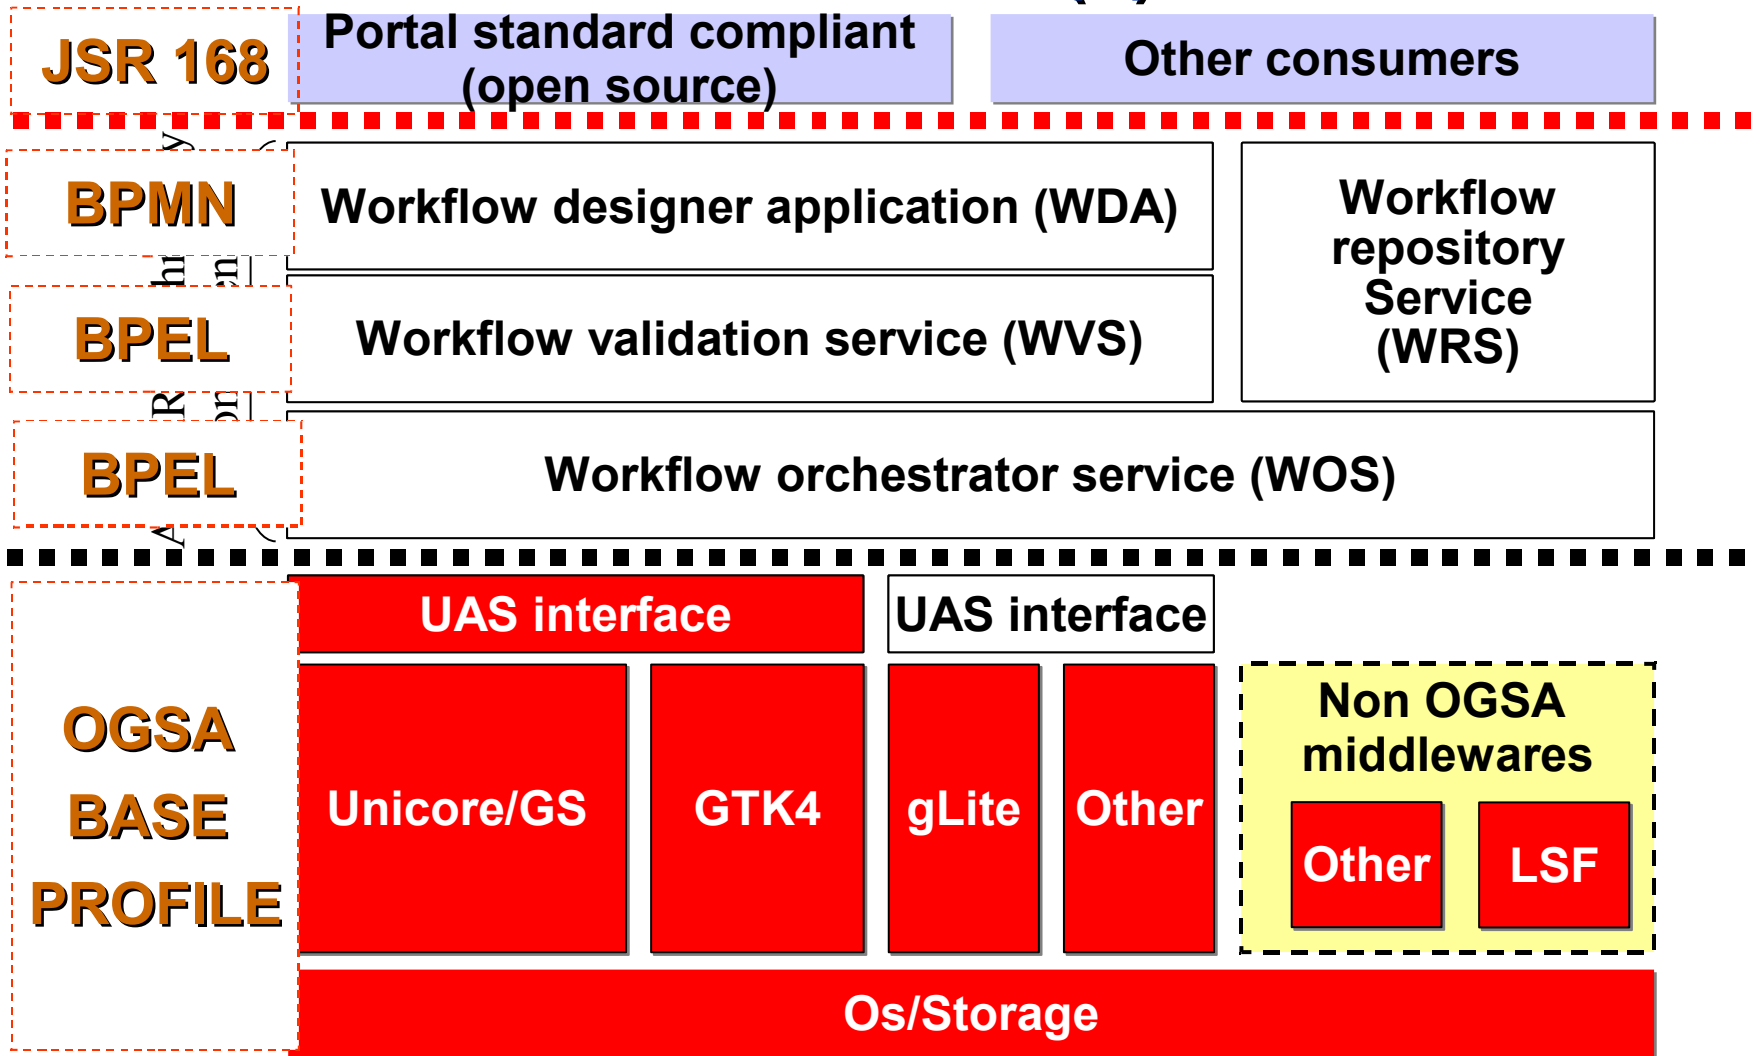 JSR 168
Portal standard compliant
(open source)
Other consumers
BPMN
Workflow designer application (WDA)
Workflow
repository
Service
(WRS)
BPEL
Workflow validation service (WVS)
BPEL
Workflow orchestrator service (WOS)
UAS interface
UAS interface
OGSA
BASE
PROFILE
Unicore/GS
GTK4
gLite
Other
Non OGSA
middlewares
Other
LSF
Os/Storage